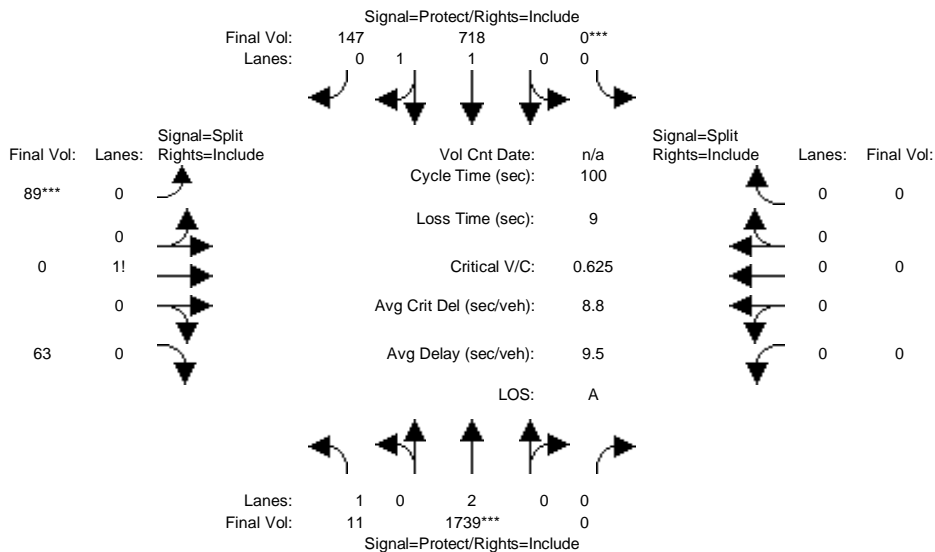 Signal=Protect/Rights=Include
Final Vol: 147 718 0***
Lanes: 0 1 1 0 0
Signal=Split Signal=Split
Final Vol: Lanes: Rights=Include Vol Cnt Date: n/a Rights=Include Lanes: Final Vol:
Cycle Time (sec): 100
89*** 0 0 0
Loss Time (sec): 9
0 0
0 1! Critical V/C: 0.625 0 0
0 Avg Crit Del (sec/veh): 8.8 0
63 0 Avg Delay (sec/veh): 9.5 0 0
LOS: A
Lanes: 1 0 2 0 0
Final Vol: 11 1739*** 0
Signal=Protect/Rights=Include